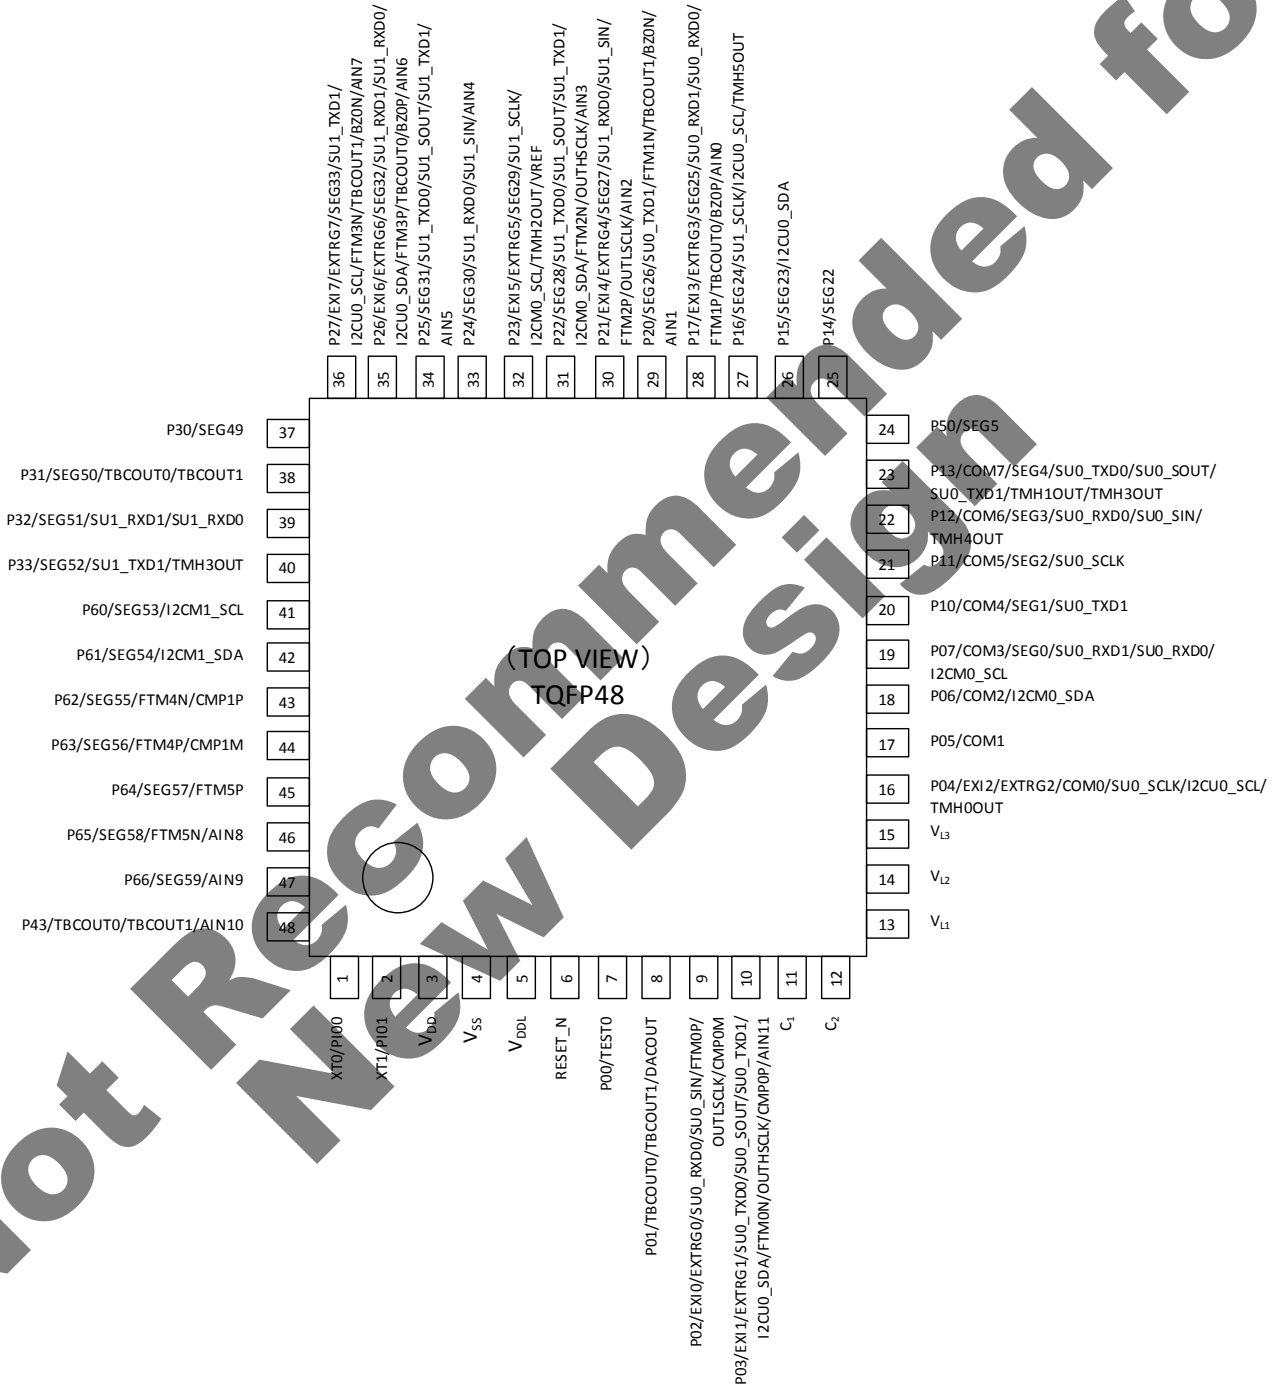 P27/EXI7/EXTRG7/SEG33/SU1_TXD1/
I2CU0_SCL/FTM3N/TBCOUT1/BZ0N/AIN7
P26/EXI6/EXTRG6/SEG32/SU1_RXD1/SU1_RXD0/
I2CU0_SDA/FTM3P/TBCOUT0/BZ0P/AIN6
P25/SEG31/SU1_TXD0/SU1_SOUT/SU1_TXD1/
AIN5
P24/SEG30/SU1_RXD0/SU1_SIN/AIN4
P23/EXI5/EXTRG5/SEG29/SU1_SCLK/
I2CM0_SCL/TMH2OUT/VREF
P22/SEG28/SU1_TXD0/SU1_SOUT/SU1_TXD1/
I2CM0_SDA/FTM2N/OUTHSCLK/AIN3
P21/EXI4/EXTRG4/SEG27/SU1_RXD0/SU1_SIN/
FTM2P/OUTLSCLK/AIN2
P20/SEG26/SU0_TXD1/FTM1N/TBCOUT1/BZ0N/
AIN1
P17/EXI3/EXTRG3/SEG25/SU0_RXD1/SU0_RXD0/
FTM1P/TBCOUT0/BZ0P/AIN0
P16/SEG24/SU1_SCLK/I2CU0_SCL/TMH5OUT
P15/SEG23/I2CU0_SDA
P14/SEG22
36
35
34
33
32
31
30
29
28
27
26
25
P30/SEG49
37
P31/SEG50/TBCOUT0/TBCOUT1
38
P32/SEG51/SU1_RXD1/SU1_RXD0
39
P33/SEG52/SU1_TXD1/TMH3OUT
40
P60/SEG53/I2CM1_SCL
41
P61/SEG54/I2CM1_SDA
42
P62/SEG55/FTM4N/CMP1P
43
P63/SEG56/FTM4P/CMP1M
44
P64/SEG57/FTM5P
45
P65/SEG58/FTM5N/AIN8
46
P66/SEG59/AIN9
47
P43/TBCOUT0/TBCOUT1/AIN10
48
（TOP VIEW）
TQFP48
24
P50/SEG5
23
P13/COM7/SEG4/SU0_TXD0/SU0_SOUT/
SU0_TXD1/TMH1OUT/TMH3OUT
22
P12/COM6/SEG3/SU0_RXD0/SU0_SIN/
TMH4OUT
21
P11/COM5/SEG2/SU0_SCLK
20
P10/COM4/SEG1/SU0_TXD1
19
P07/COM3/SEG0/SU0_RXD1/SU0_RXD0/
I2CM0_SCL
18
P06/COM2/I2CM0_SDA
17
P05/COM1
16
P04/EXI2/EXTRG2/COM0/SU0_SCLK/I2CU0_SCL/
TMH0OUT
15
VL3
14
VL2
13
VL1
1
2
3
4
5
6
7
8
9
10
11
12
XT0/PI00
XT1/PI01
VDD
VSS
VDDL
RESET_N
P00/TEST0
P01/TBCOUT0/TBCOUT1/DACOUT
P02/EXI0/EXTRG0/SU0_RXD0/SU0_SIN/FTM0P/
OUTLSCLK/CMP0M
P03/EXI1/EXTRG1/SU0_TXD0/SU0_SOUT/SU0_TXD1/
I2CU0_SDA/FTM0N/OUTHSCLK/CMP0P/AIN11
C1
C2
Not Recommended fo
New Design